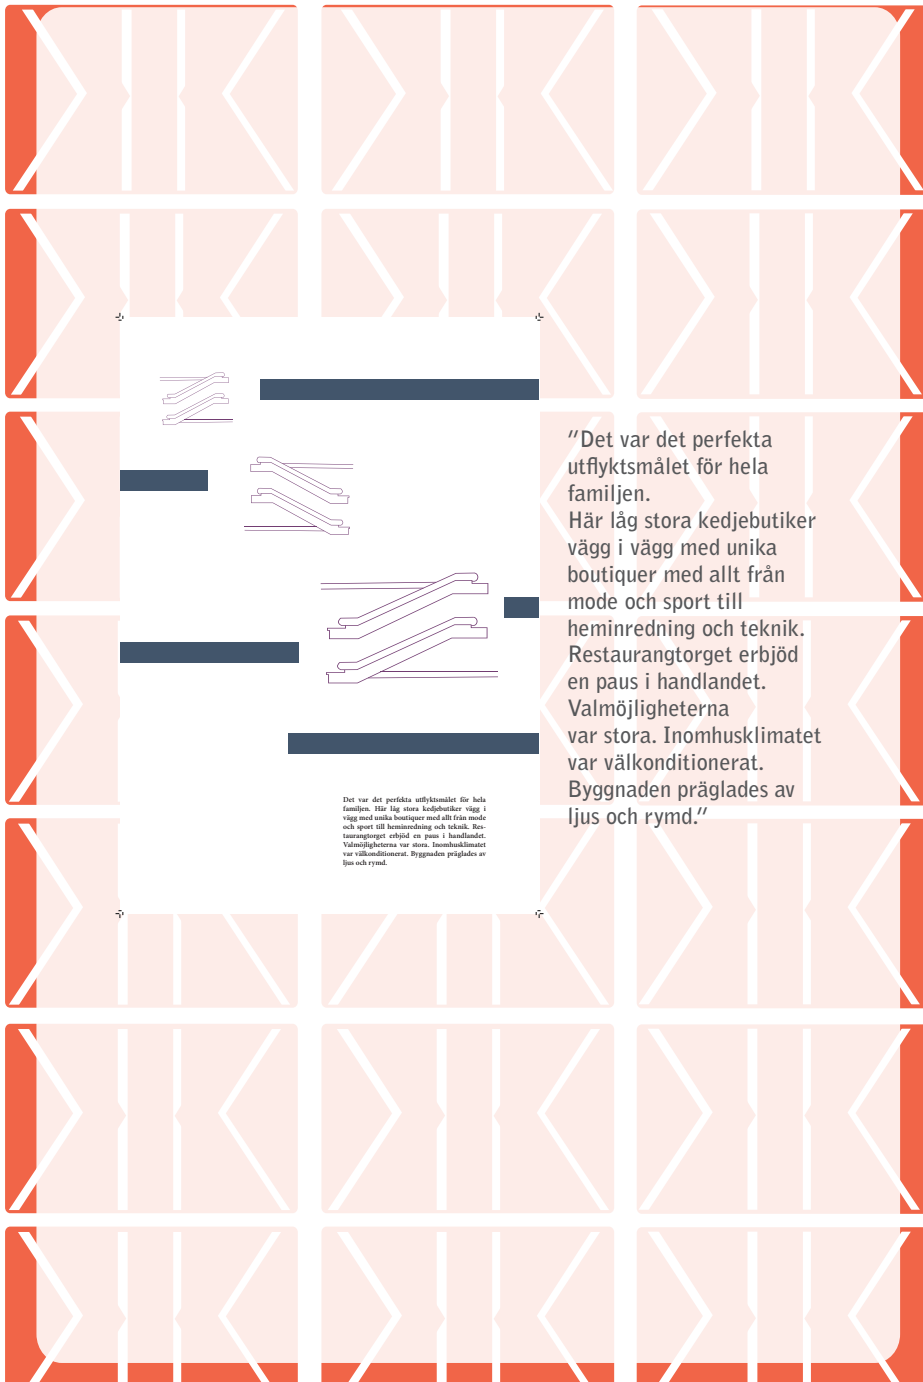 Det var det perfekta utflyktsmålet för hela
familjen. Här låg stora kedjebutiker vägg i
vägg med unika boutiquer med allt från mode
och sport till heminredning och teknik. Res-
taurangtorget erbjöd en paus i handlandet.
Valmöjligheterna var stora. Inomhusklimatet
var välkonditionerat. Byggnaden präglades av
ljus och rymd.
”Det var det perfekta
utflyktsmålet för hela
familjen.
Här låg stora kedjebutiker
vägg i vägg med unika
boutiquer med allt från
mode och sport till
heminredning och teknik.
Restaurangtorget erbjöd
en paus i handlandet.
Valmöjligheterna
var stora. Inomhusklimatet
var välkonditionerat.
Byggnaden präglades av
ljus och rymd.”